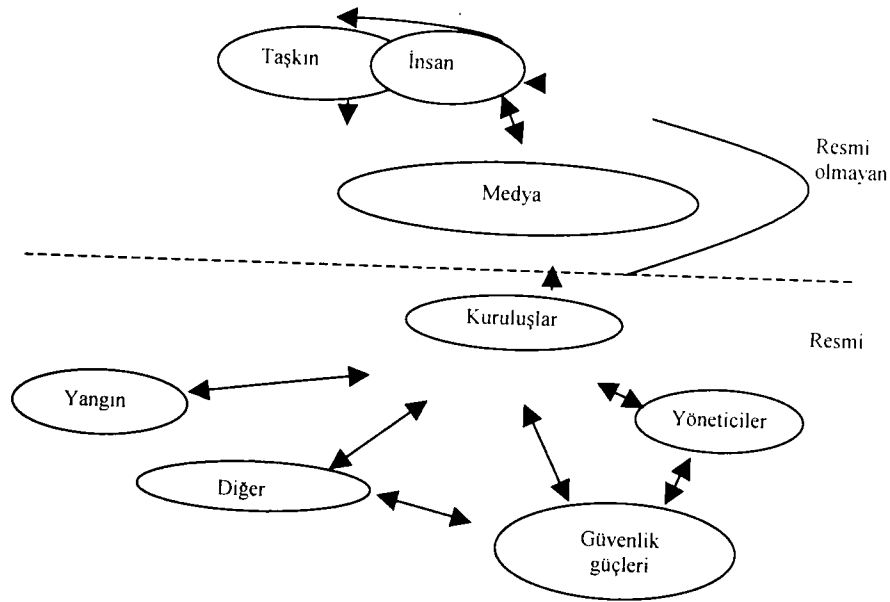 Taşkın
İnsan
Resmi
olmayan
Medya
Kuruluşlar
Resmi
Yangın
Yöneticiler
Diğer
Güvenlik
güçleri